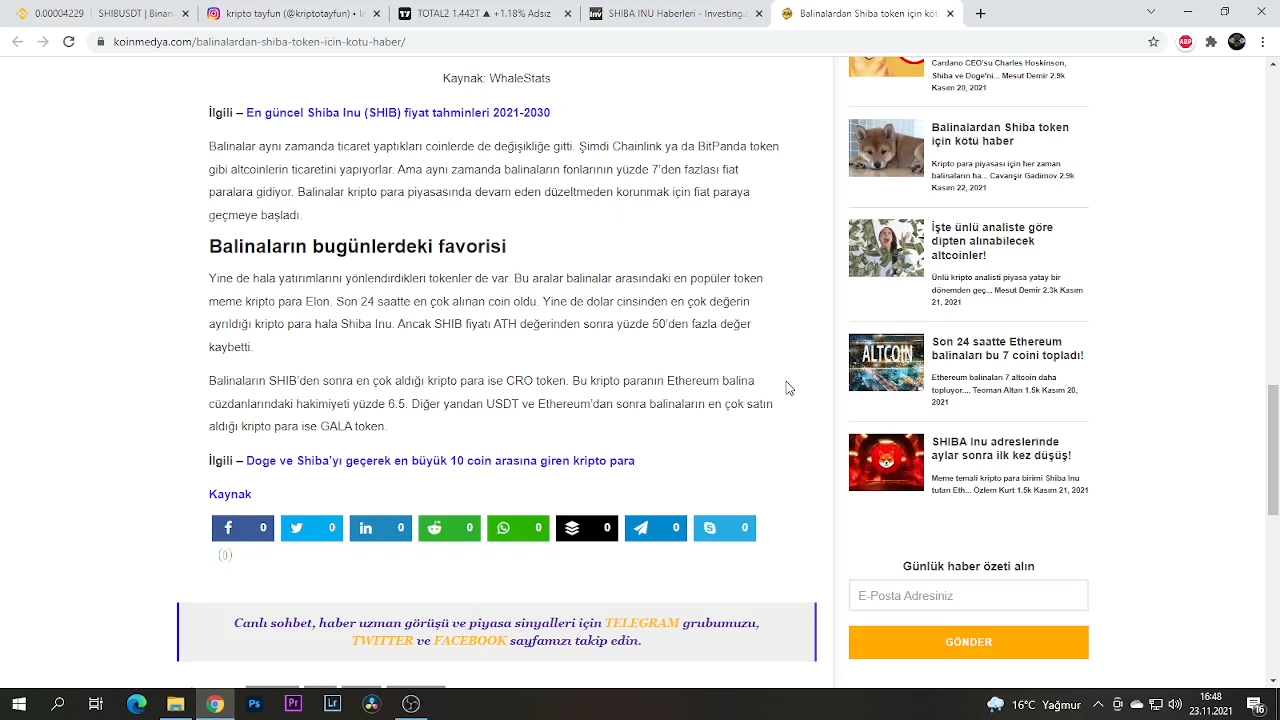 0.00004229 | SHIBUSDT | Binan
(@kriptotayfun) • Insta
TOTAL2 1.442T ▲ +1.18% Adsız
SHIBA INU Haberleri - Investing
Balinalardan Shiba token için kö
koinmedya.com/balinalardan-shiba-token-icin-kotu-haber/
Kaynak: WhaleStats
İlgili – En güncel Shiba Inu (SHIB) fiyat tahminleri 2021-2030
Balinalar aynı zamanda ticaret yaptıkları coinlerde de değişikliğe gitti. Şimdi Chainlink ya da BitPanda token
gibi altcoinlerin ticaretini yapıyorlar. Ama aynı zamanda balinaların fonlarının yüzde 7’den fazlası fiat
paralara gidiyor. Balinalar kripto para piyasasında devam eden düzeltmeden korunmak için fiat paraya
geçmeye başladı.
Balinaların bugünlerdeki favorisi
Yine de hala yatırımlarını yönlendirdikleri tokenler de var. Bu aralar balinalar arasındaki en popüler token
meme kripto para Elon. Son 24 saatte en çok alınan coin oldu. Yine de dolar cinsinden en çok değerin
ayrıldığı kripto para hala Shiba Inu. Ancak SHIB fiyatı ATH değerinden sonra yüzde 50’den fazla değer
kaybetti.
Balinaların SHIB’den sonra en çok aldığı kripto para ise CRO token. Bu kripto paranın Ethereum balina
cüzdanlarındaki hakimiyeti yüzde 6.5. Diğer yandan USDT ve Ethereum’dan sonra balinaların en çok satın
aldığı kripto para ise GALA token.
İlgili – Doge ve Shiba’yı geçerek en büyük 10 coin arasına giren kripto para
Kaynak
0 0 0 0 0 0 0 0
(0)
Canlı sohbet, haber uzman görüşü ve piyasa sinyalleri için TELEGRAM grubumuzu,
TWITTER ve FACEBOOK sayfamızı takip edin.
Cardano CEO'su Charles Hoskinson,
Shiba ve Doge'ni... Mesut Demir 2.9k
Kasım 20, 2021
Balinalardan Shiba token
için kötü haber
Kripto para piyasası için her zaman
balinaların ha... Cavanşir Gadimov 2.9k
Kasım 22, 2021
İşte ünlü analiste göre
dipten alınabilecek
altcoinler!
Ünlü kripto analisti piyasa yatay bir
dönemden geç... Mesut Demir 2.3k Kasım
21, 2021
ALTCOIN
Son 24 saatte Ethereum
balinaları bu 7 coini topladı!
Ethereum balinaları 7 altcoin daha
topluyor.... Teoman Altan 1.5k Kasım 20,
2021
SHIBA Inu adreslerinde
aylar sonra ilk kez düşüş!
Meme temalı kripto para birimi Shiba Inu
tutan Eth... Özlem Kurt 1.5k Kasım 21, 2021
Günlük haber özeti alın
E-Posta Adresiniz
GÖNDER
16°C Yağmur
16:48
23.11.2021